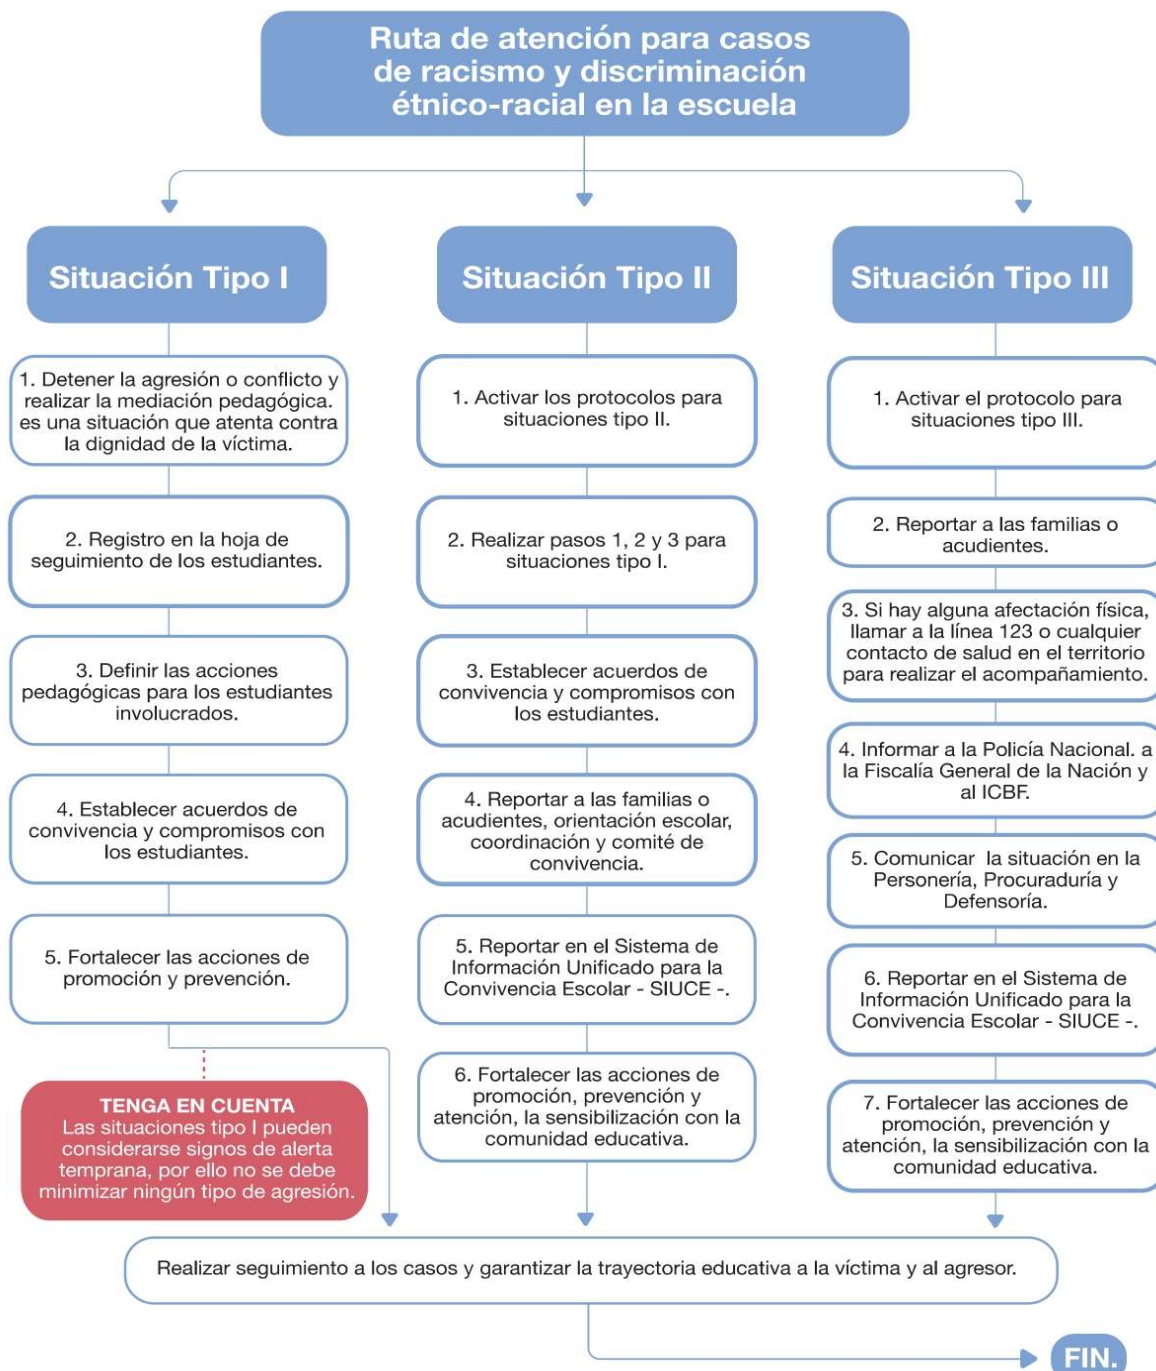 Ruta de atención para casos
de racismo y discriminación
étnico-racial en la escuela
Situación Tipo I
1. Detener la agresión o conflicto y
realizar la mediación pedagógica.
es una situación que atenta contra
la dignidad de la víctima.
2. Registro en la hoja de
seguimiento de los estudiantes.
3. Definir las acciones
pedagógicas para los estudiantes
involucrados.
4. Establecer acuerdos de
convivencia y compromisos con
los estudiantes.
5. Fortalecer las acciones de
promoción y prevención.
TENGA EN CUENTA
Las situaciones tipo I pueden
considerarse signos de alerta
temprana, por ello no se debe
minimizar ningún tipo de agresión.
Situación Tipo II
1. Activar los protocolos para
situaciones tipo II.
2. Realizar pasos 1, 2 y 3 para
situaciones tipo I.
3. Establecer acuerdos de
convivencia y compromisos con
los estudiantes.
4. Reportar a las familias o
acudientes, orientación escolar,
coordinación y comité de
convivencia.
5. Reportar en el Sistema de
Información Unificado para la
Convivencia Escolar - SIUCE -.
6. Fortalecer las acciones de
promoción, prevención y
atención, la sensibilización con la
comunidad educativa.
Situación Tipo III
1. Activar el protocolo para
situaciones tipo III.
2. Reportar a las familias o
acudientes.
3. Si hay alguna afectación física,
llamar a la línea 123 o cualquier
contacto de salud en el territorio
para realizar el acompañamiento.
4. Informar a la Policía Nacional. a
la Fiscalía General de la Nación y
al ICBF.
5. Comunicar la situación en la
Personería, Procuraduría y
Defensoría.
6. Reportar en el Sistema de
Información Unificado para la
Convivencia Escolar - SIUCE -.
7. Fortalecer las acciones de
promoción, prevención y
atención, la sensibilización con la
comunidad educativa.
Realizar seguimiento a los casos y garantizar la trayectoria educativa a la víctima y al agresor.
FIN.